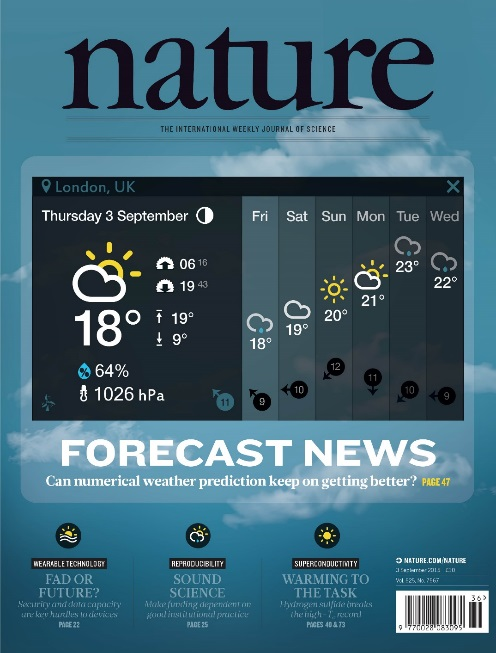 nature
THE INTERNATIONAL WEEKLY JOURNAL OF SCIENCE
London, UK
Thursday 3 September
06 16
19 43
18°
19°
9°
64%
1026 hPa
11
Fri
Sat
Sun
Mon
Tue
Wed
18°
19°
20°
21°
23°
22°
9
10
12
11
10
9
FORECAST NEWS
Can numerical weather prediction keep on getting better? PAGE 47
WEARABLE TECHNOLOGY
FAD OR
FUTURE?
Security and data capacity
are key hurdles to devices
PAGE 22
REPRODUCIBILITY
SOUND
SCIENCE
Make funding dependent on
good institutional practice
PAGE 25
SUPERCONDUCTIVITY
WARMING TO
THE TASK
Hydrogen sulfide breaks
the high-Tc record
PAGES 40 & 73
NATURE.COM/NATURE
3 September 2015 £10
Vol. 525, No. 7567
36
9 770028 083095